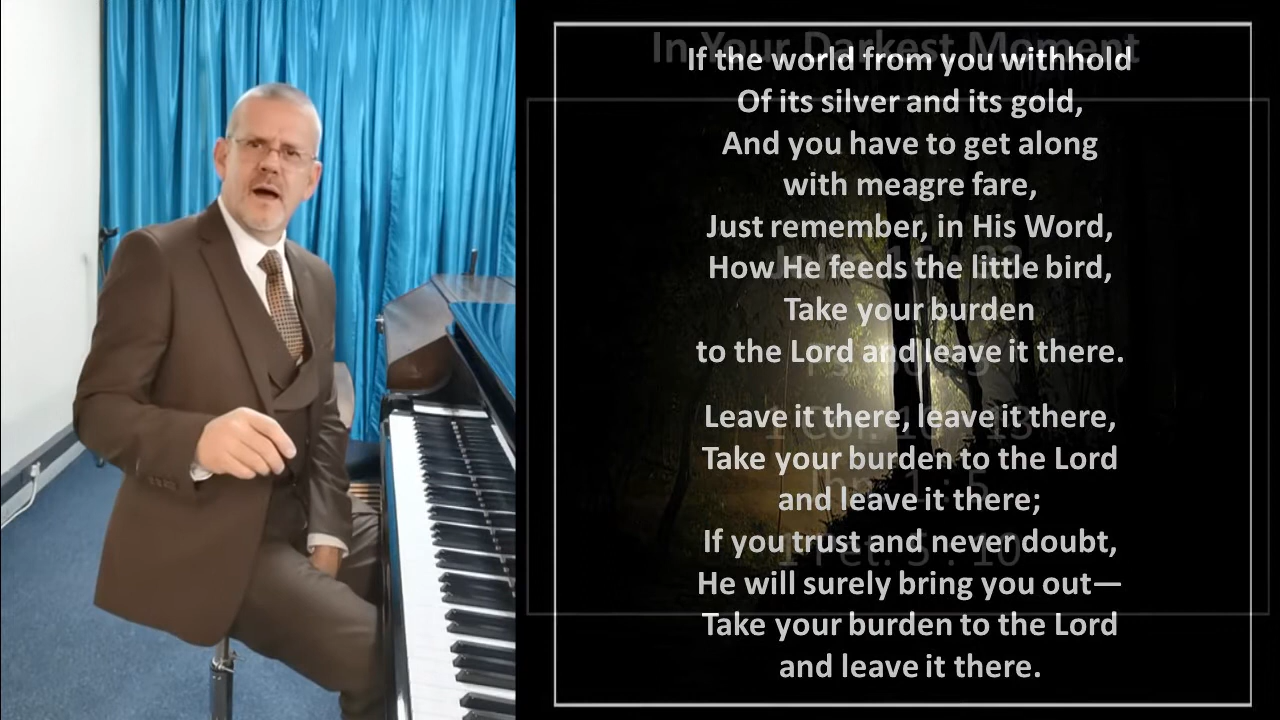 In Your Darkest Moment
If the world from you withhold
Of its silver and its gold,
And you have to get along
with meagre fare,
Just remember, in His Word,
How He feeds the little bird,
Take your burden
to the Lord and leave it there.
Leave it there, leave it there,
Take your burden to the Lord
and leave it there;
If you trust and never doubt,
He will surely bring you out—
Take your burden to the Lord
and leave it there.